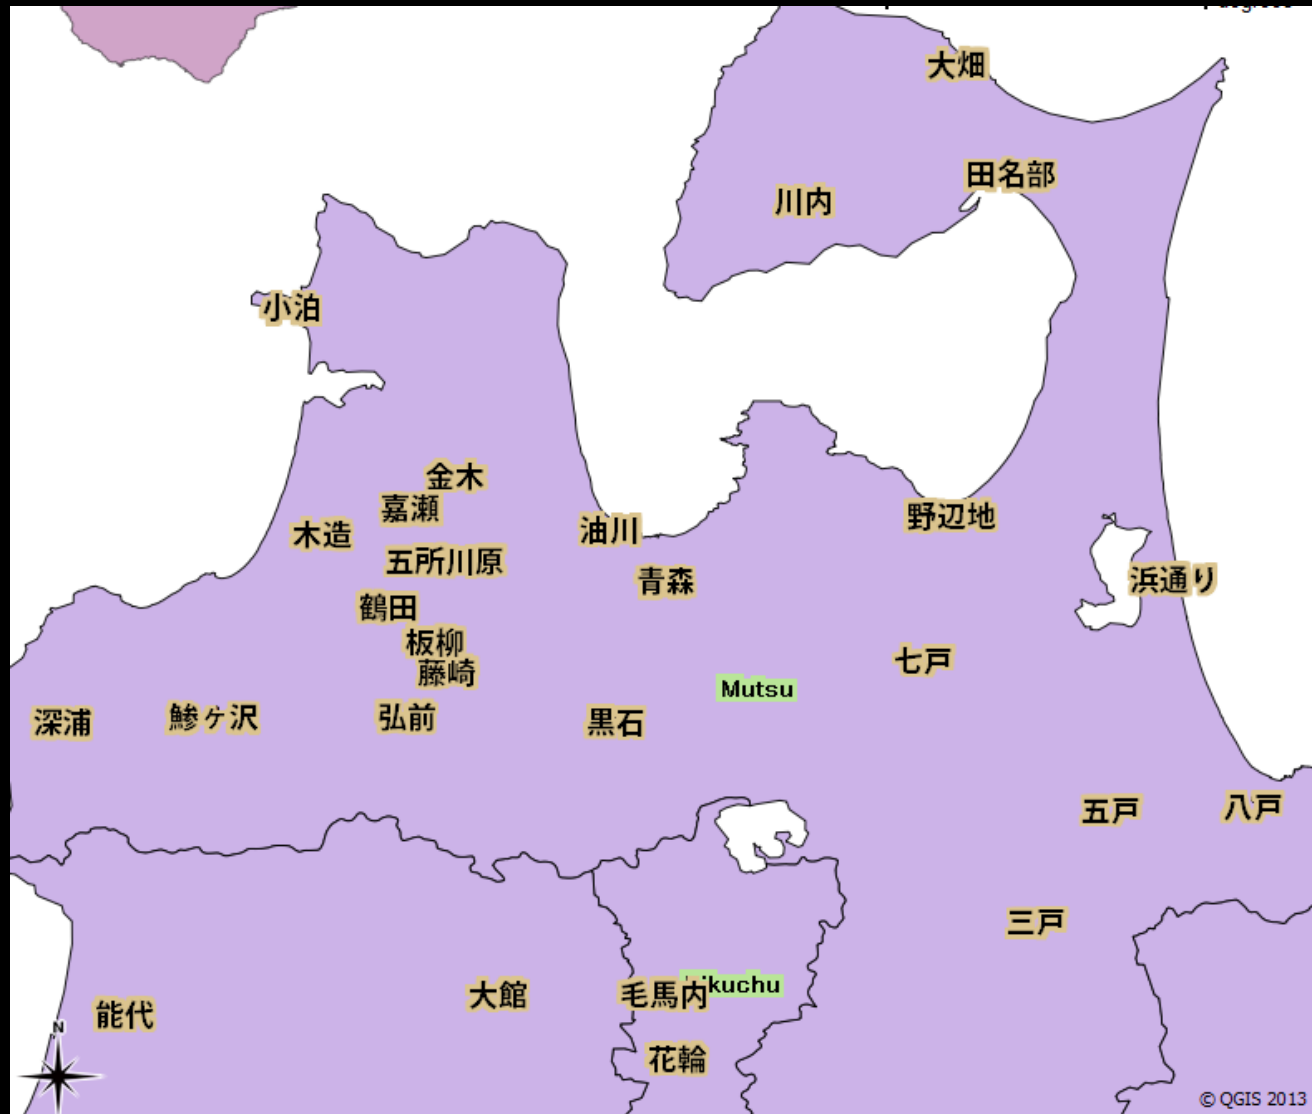 大畑
田名部
川内
小泊
金木
嘉瀬
木造
油川
野辺地
五所川原
青森
浜通り
鶴田
板柳
七戸
藤崎
Mutsu
深浦
鰺ヶ沢
弘前
黒石
五戸
八戸
三戸
大館
毛馬内
ikuchu
能代
花輪
N
© QGIS 2013